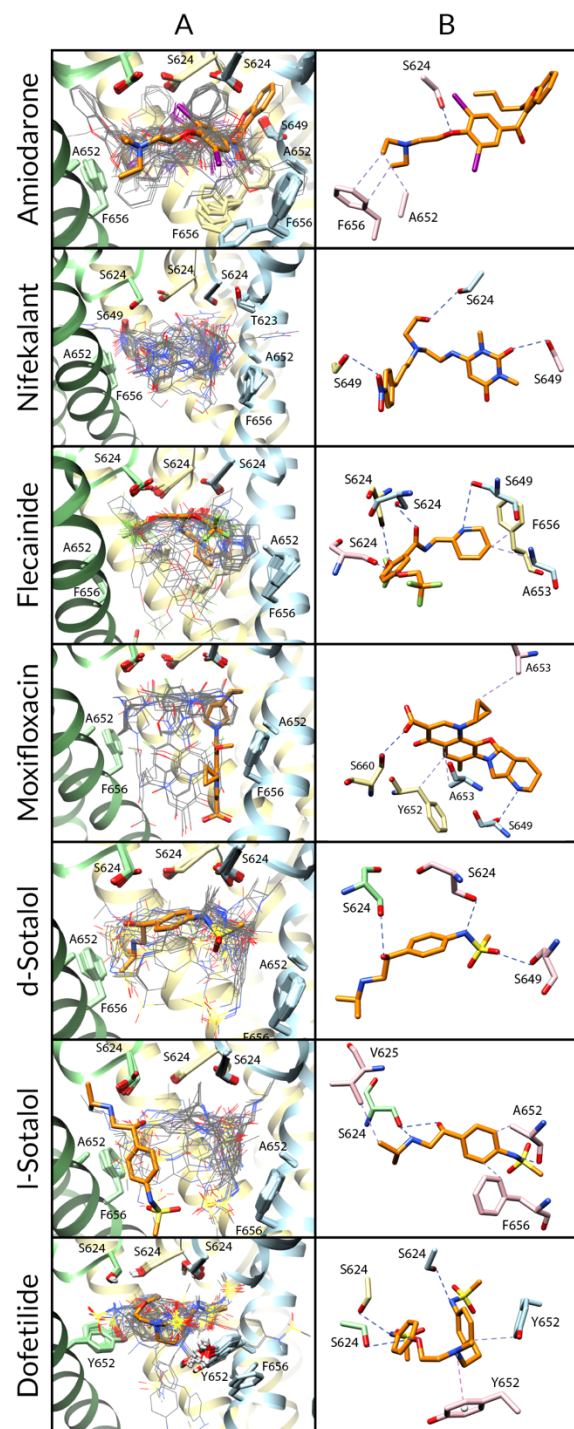 A B
Amiodarone
S624 S624
S649
A652
A652
F656
F656
F656
S624
F656
A652
Nifekalant
S624 S624 S624
S649
T623
A652
A652
F656
F656
S624
S649
S649
Flecainide
S624 S624 S624
A652
A652
F656
F656
S624
S624
S649
F656
S624
A653
Moxifloxacin
A652
A652
F656
F656
A653
S660
Y652
A653
S649
d-Sotalol
S624 S624 S624
A652
A652
F656
F656
S624
S624
S649
l-Sotalol
S624 S624 S624
A652
A652
F656
F656
V625
S624
A652
F656
Dofetilide
S624 S624 S624
Y652
Y652
F656
S624
S624
S624
Y652
Y652